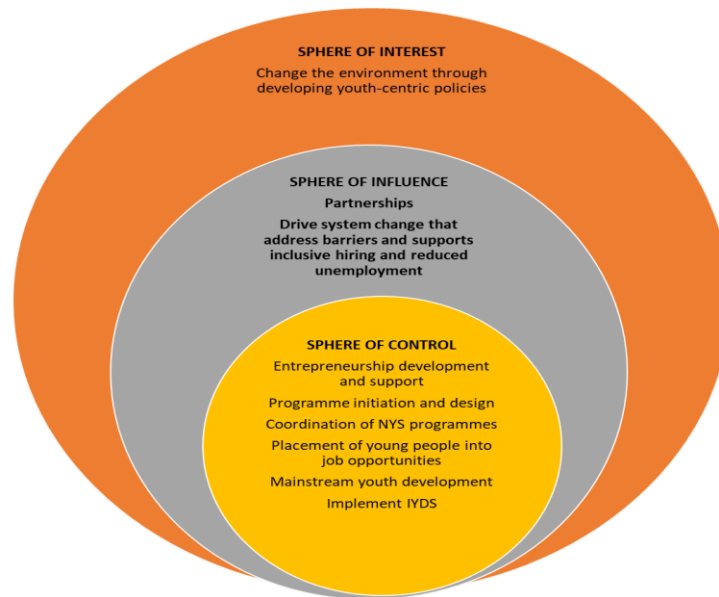 SPHERE OF INTEREST
Change the environment through
developing youth-centric policies
SPHERE OF INFLUENCE
Partnerships
Drive system change that
address barriers and supports
inclusive hiring and reduced
unemployment
SPHERE OF CONTROL
Entrepreneurship development
and support
Programme initiation and design
Coordination of NYS programmes
Placement of young people into
job opportunities
Mainstream youth development
Implement IYDS